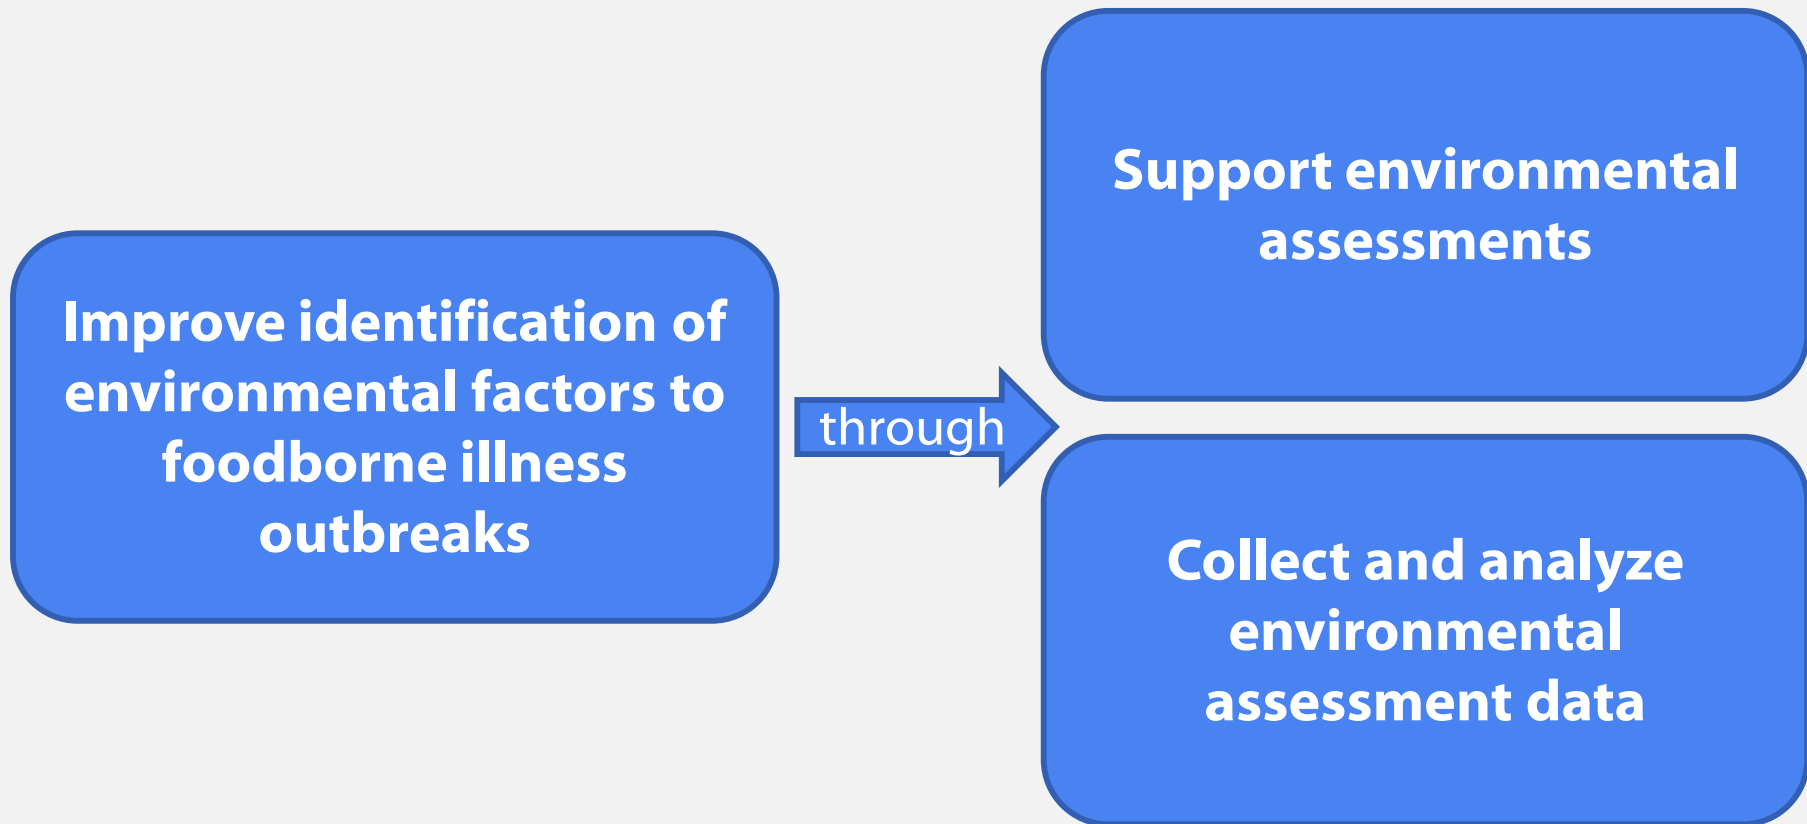 Improve identification of
environmental factors to
foodborne illness
outbreaks
through
Support environmental
assessments
Collect and analyze
environmental
assessment data